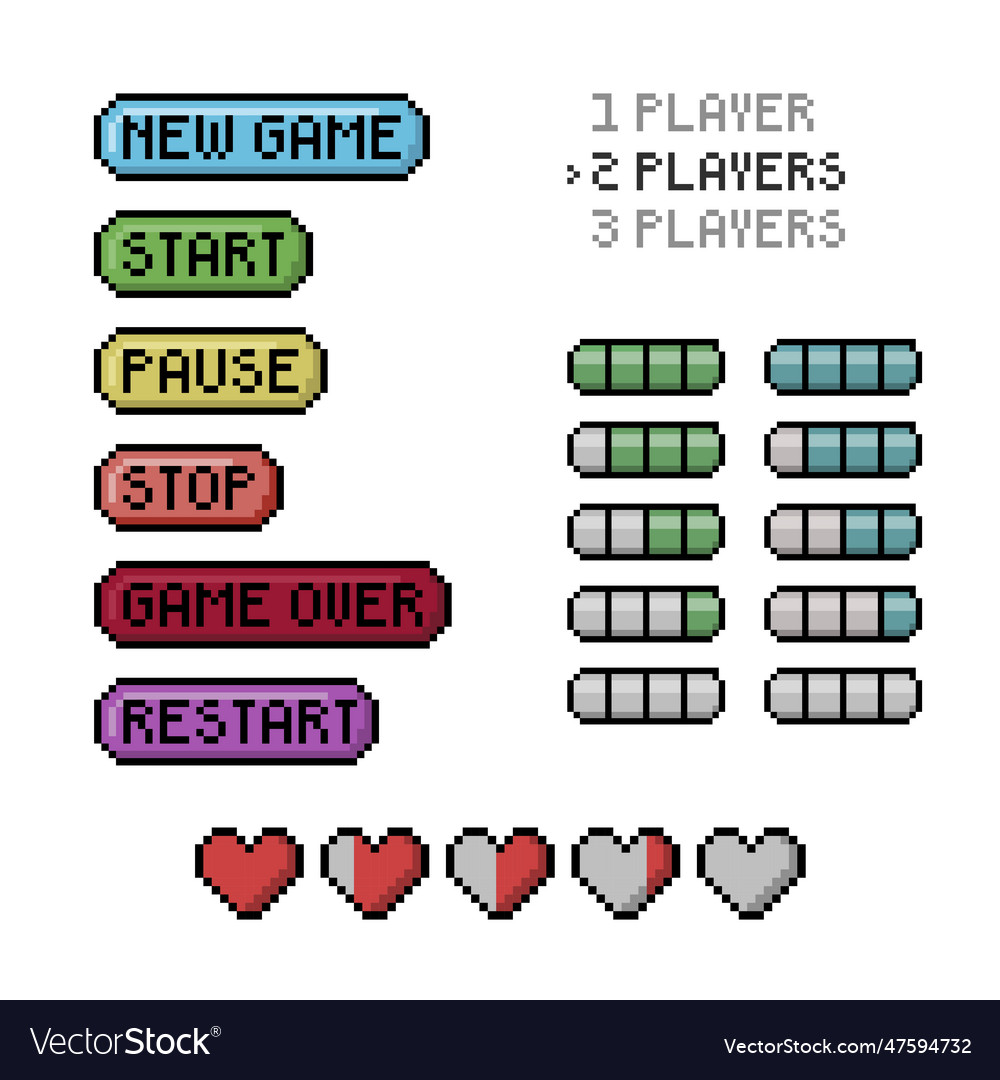 NEW GAME
START
PAUSE
STOP
GAME OVER
RESTART
1 PLAYER
>2 PLAYERS
3 PLAYERS
VectorStock®
VectorStock.com/47594732